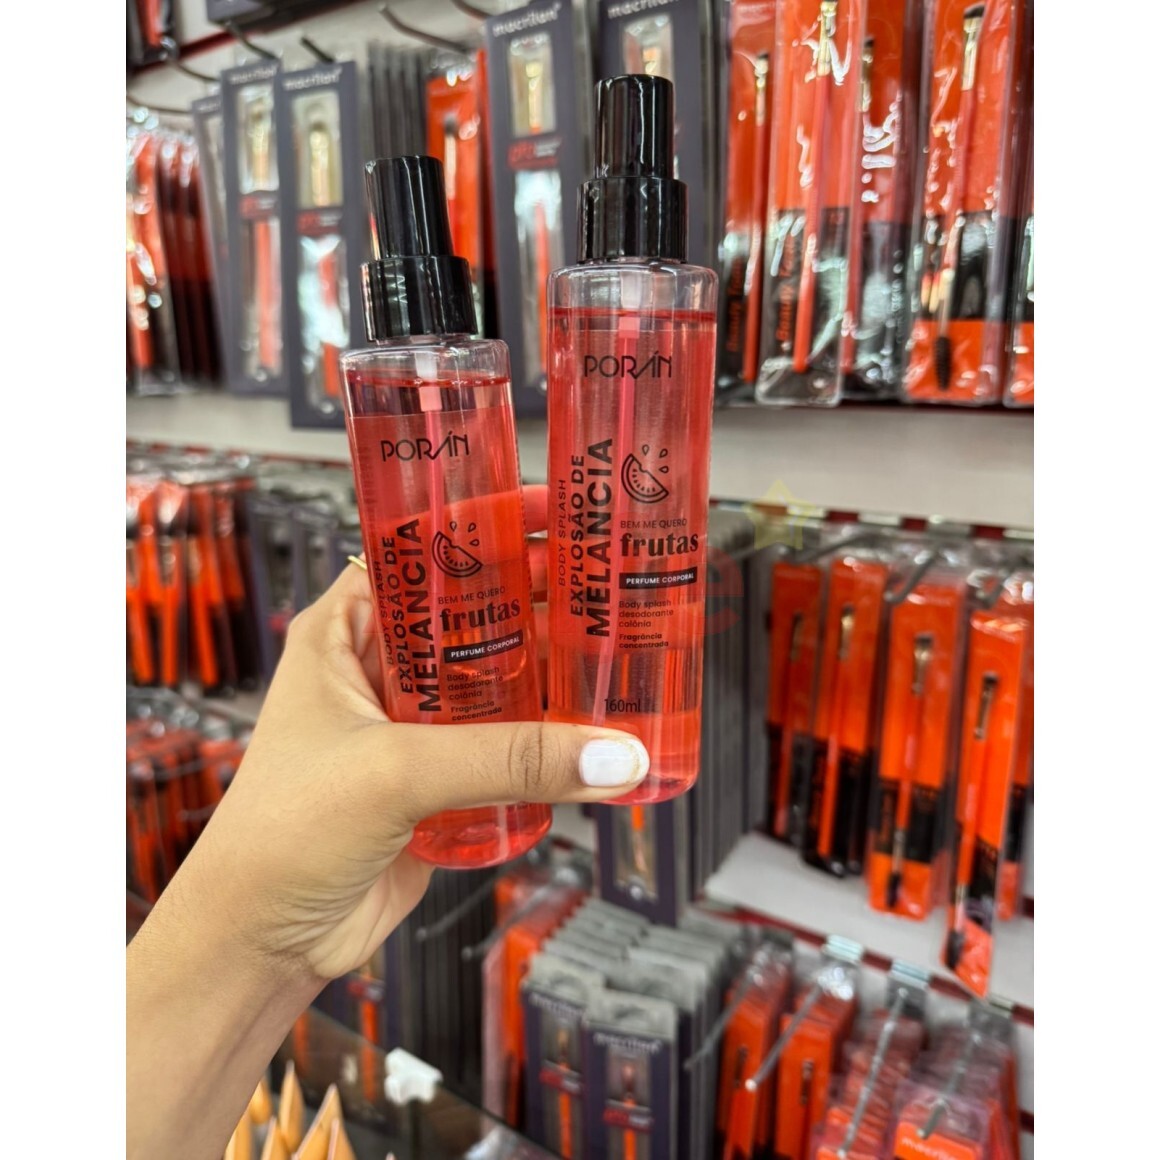 macrilan
macrilan
macrilan
macrilan
PORÁN
BODY SPLASH
EXPLOSÃO DE
MELANCIA
BEM ME QUERO
frutas
PERFUME CORPORAL
Body splash
desodorante
colônia
Fragrância
concentrada
PORÁN
BODY SPLASH
EXPLOSÃO DE
MELANCIA
BEM ME QUERO
frutas
PERFUME CORPORAL
Body splash
desodorante
colônia
Fragrância
concentrada
160ml